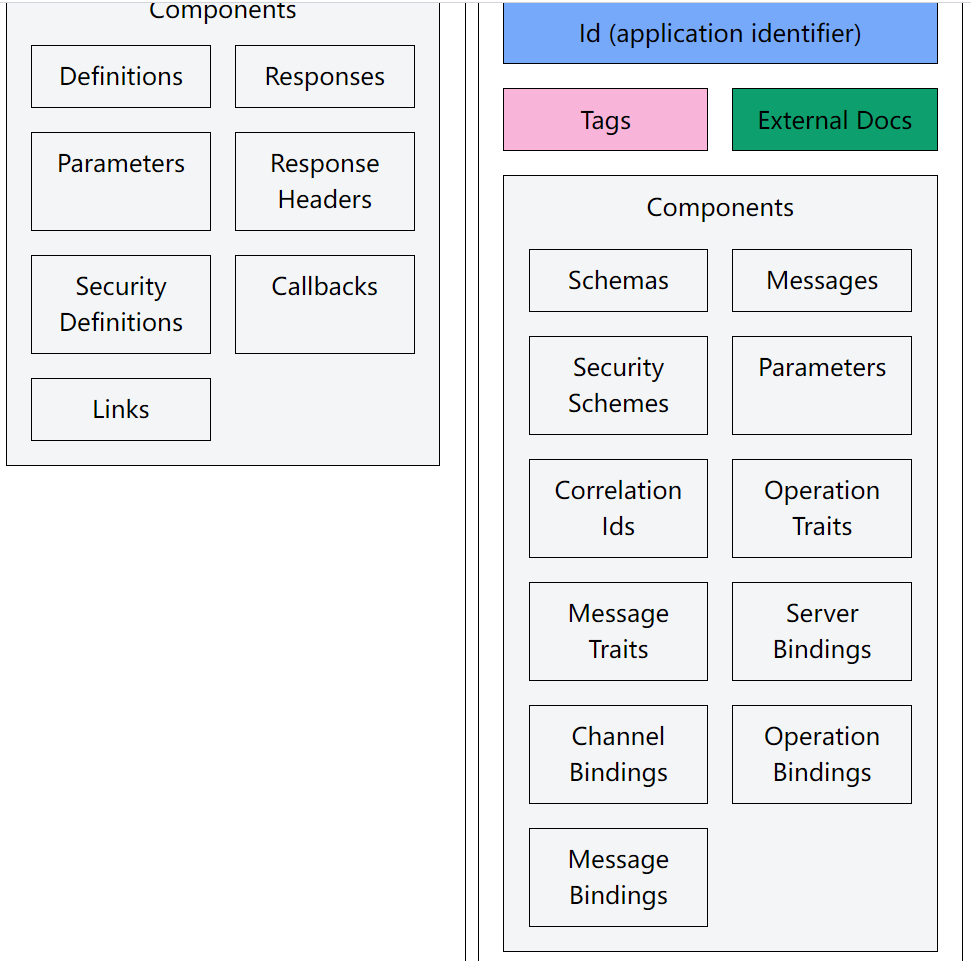 Components
Definitions
Responses
Parameters
Response
Headers
Security
Definitions
Callbacks
Links
Id (application identifier)
Tags
External Docs
Components
Schemas
Messages
Security
Schemes
Parameters
Correlation
Ids
Operation
Traits
Message
Traits
Server
Bindings
Channel
Bindings
Operation
Bindings
Message
Bindings